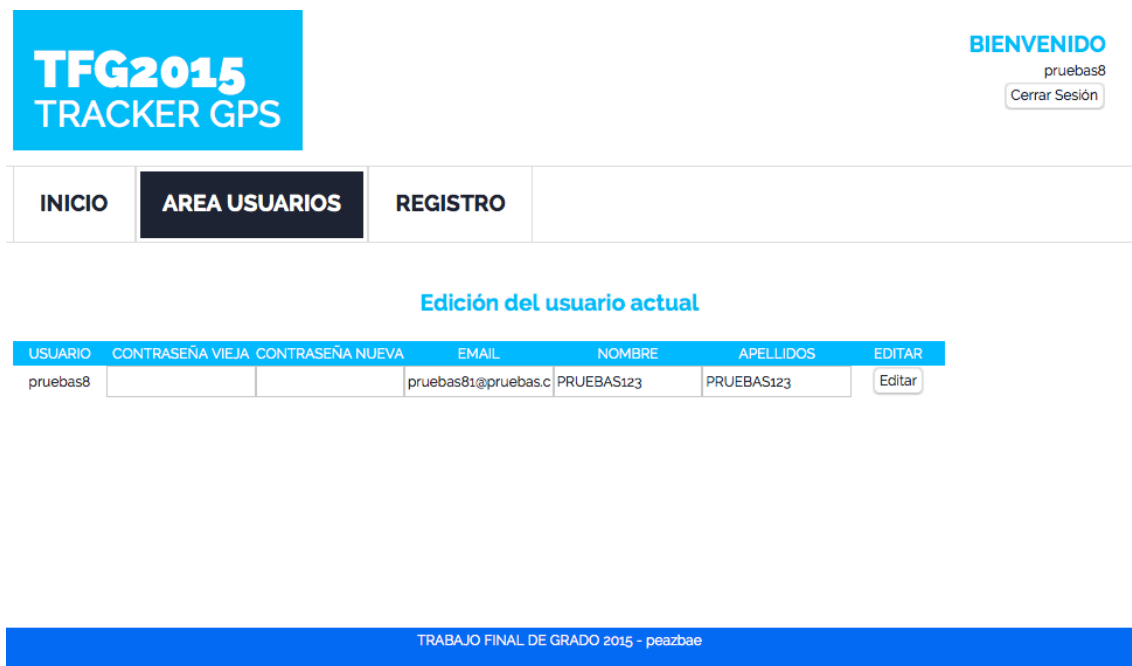 TFG2015
TRACKER GPS
BIENVENIDO
pruebas8
Cerrar Sesión
INICIO AREA USUARIOS REGISTRO
Edición del usuario actual
USUARIO CONTRASEÑA VIEJA CONTRASEÑA NUEVA EMAIL NOMBRE APELLIDOS EDITAR
pruebas8 pruebas81@pruebas.c PRUEBAS123 PRUEBAS123 Editar
TRABAJO FINAL DE GRADO 2015 - peazbae